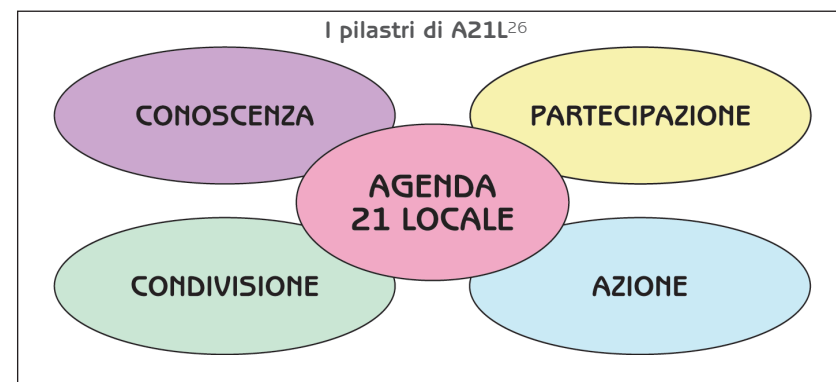 I pilastri di A21L26
CONOSCENZA
PARTECIPAZIONE
AGENDA
21 LOCALE
CONDIVISIONE
AZIONE